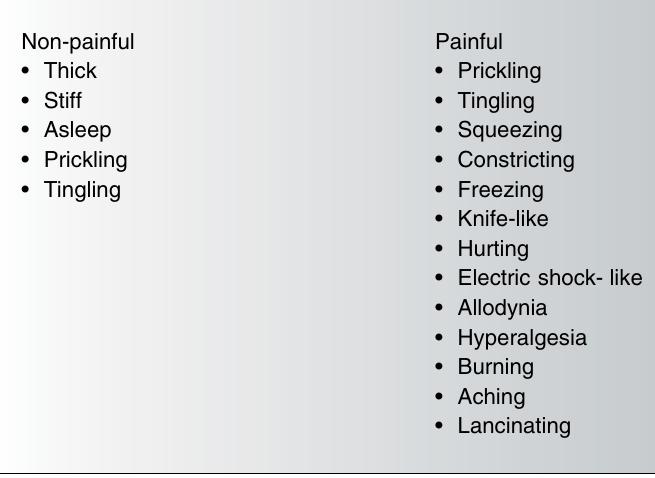 Non-painful
• Thick
• Stiff
• Asleep
• Prickling
• Tingling
Painful
• Prickling
• Tingling
• Squeezing
• Constricting
• Freezing
• Knife-like
• Hurting
• Electric shock- like
• Allodynia
• Hyperalgesia
• Burning
• Aching
• Lancinating